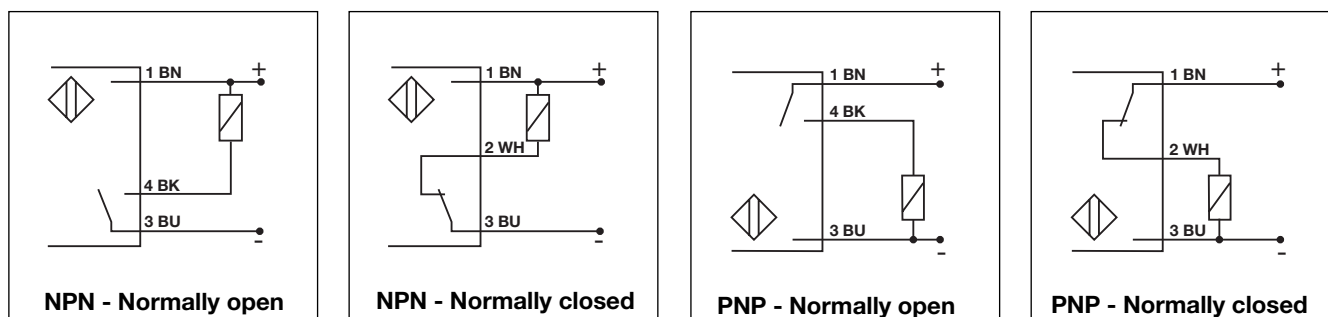 1 BN
+
4 BK
3 BU
-
NPN - Normally open
1 BN
+
2 WH
3 BU
-
NPN - Normally closed
1 BN
+
4 BK
3 BU
-
PNP - Normally open
1 BN
+
2 WH
3 BU
-
PNP - Normally closed